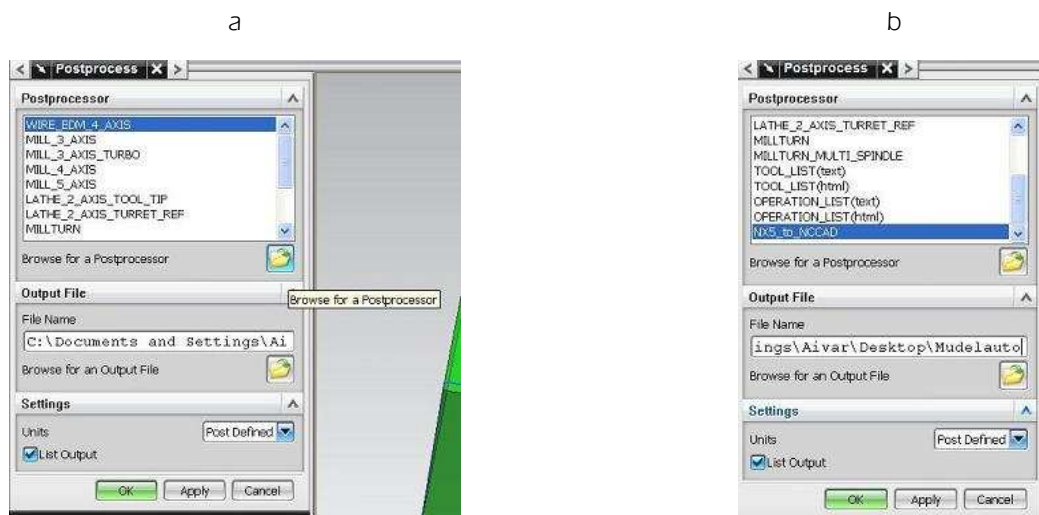 a
b
Postprocess
Postprocessor
WIRE_EDM_4_AXIS
MILL_3_AXIS
MILL_3_AXIS_TURBO
MILL_4_AXIS
MILL_5_AXIS
LATHE_2_AXIS_TOOL_TIP
LATHE_2_AXIS_TURRET_REF
MILLTURN
Browse for a Postprocessor
Output File
Browse for a Postprocessor
File Name
C:\Documents and Settings\Ai
Browse for an Output File
Settings
Units Post Defined
List Output
OK Apply Cancel
Postprocess
Postprocessor
LATHE_2_AXIS_TURRET_REF
MILLTURN
MILLTURN_MULTI_SPINDLE
TOOL_LIST(text)
TOOL_LIST(html)
OPERATION_LIST(text)
OPERATION_LIST(html)
NX5_to_NCCAD
Browse for a Postprocessor
Output File
File Name
ings\Aivar\Desktop\Mudelauto
Browse for an Output File
Settings
Units Post Defined
List Output
OK Apply Cancel